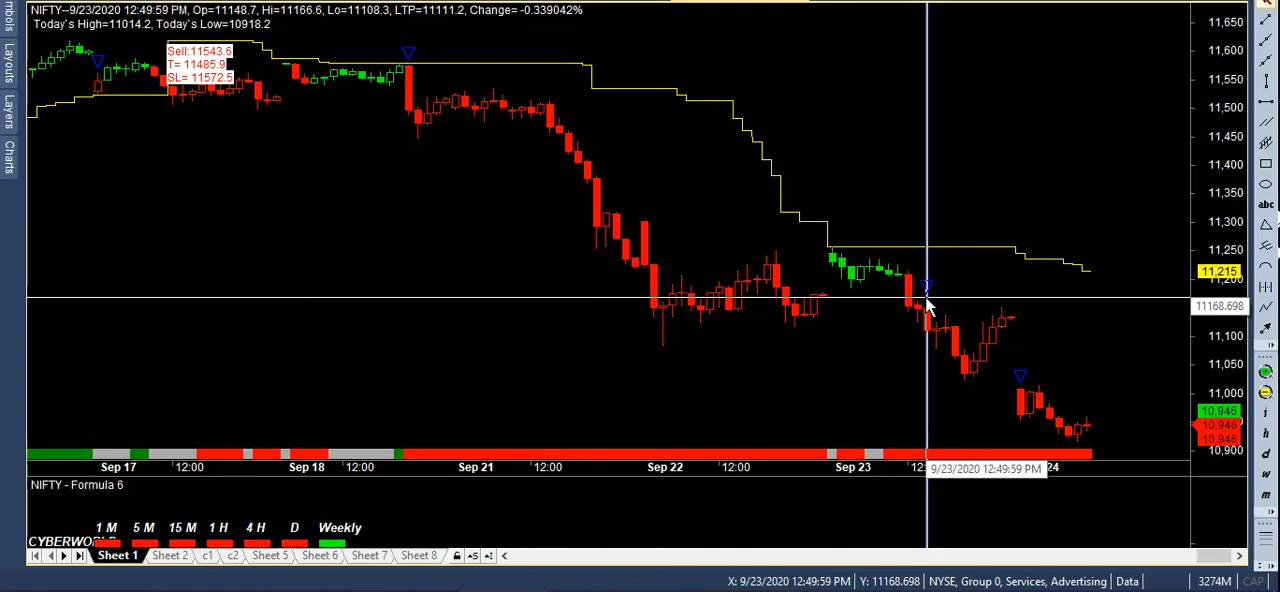 NIFTY--9/23/2020 12:49:59 PM, Op=11148.7, Hi=11166.6, Lo=11108.3, LTP=11111.2, Change= -0.339042%
Today`s High=11014.2, Today`s Low=10918.2
Sell:11543.6
T= 11485.9
SL= 11572.5
Layouts
Layers
Charts
11,650
11,600
11,550
11,500
11,450
11,400
11,350
11,300
11,250
11,215
11,200
11168.698
11,100
11,050
11,000
10,946
10,946
10,946
10,900
abc
i
h
d
w
m
Sep 17 12:00 Sep 18 12:00 Sep 21 12:00 Sep 22 12:00 Sep 23 24
9/23/2020 12:49:59 PM
NIFTY - Formula 6
1 M 5 M 15 M 1 H 4 H D Weekly
Sheet 1 Sheet 2 c1 c2 Sheet 5 Sheet 6 Sheet 7 Sheet 8
X: 9/23/2020 12:49:59 PM Y: 11168.698 NYSE, Group 0, Services, Advertising Data 3274M CAP